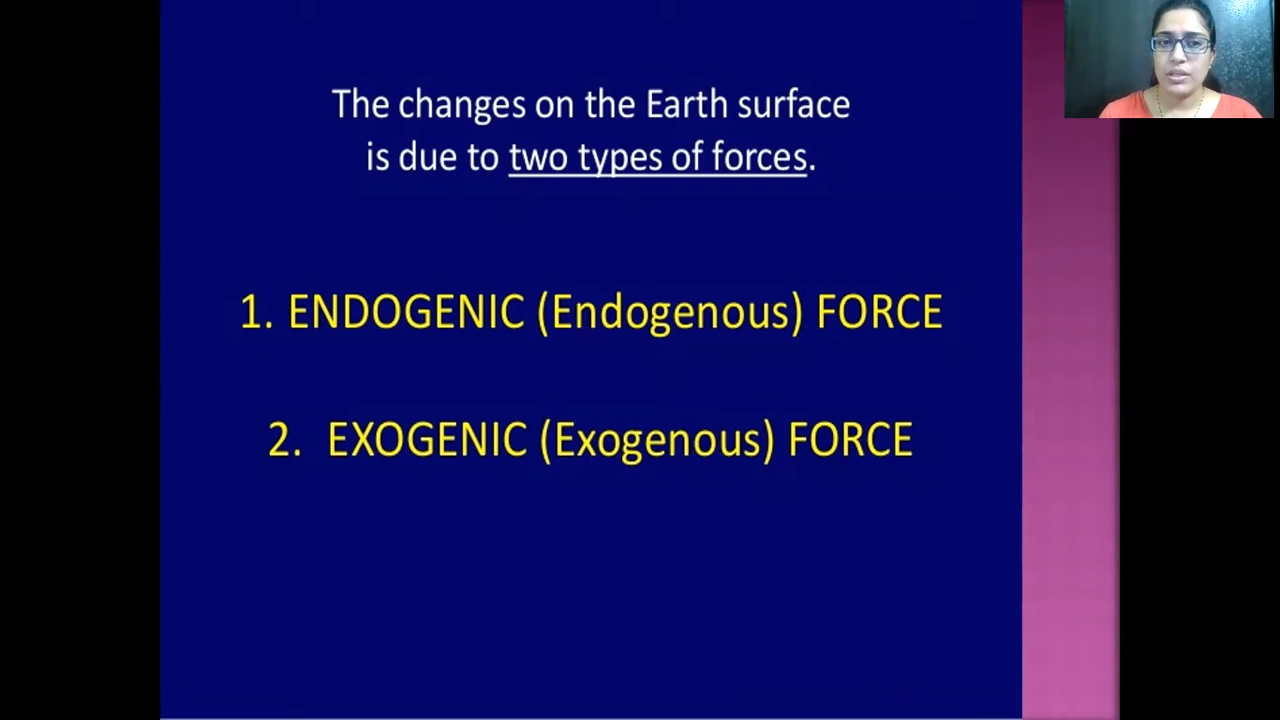 The changes on the Earth surface
is due to two types of forces.
1. ENDOGENIC (Endogenous) FORCE
2. EXOGENIC (Exogenous) FORCE